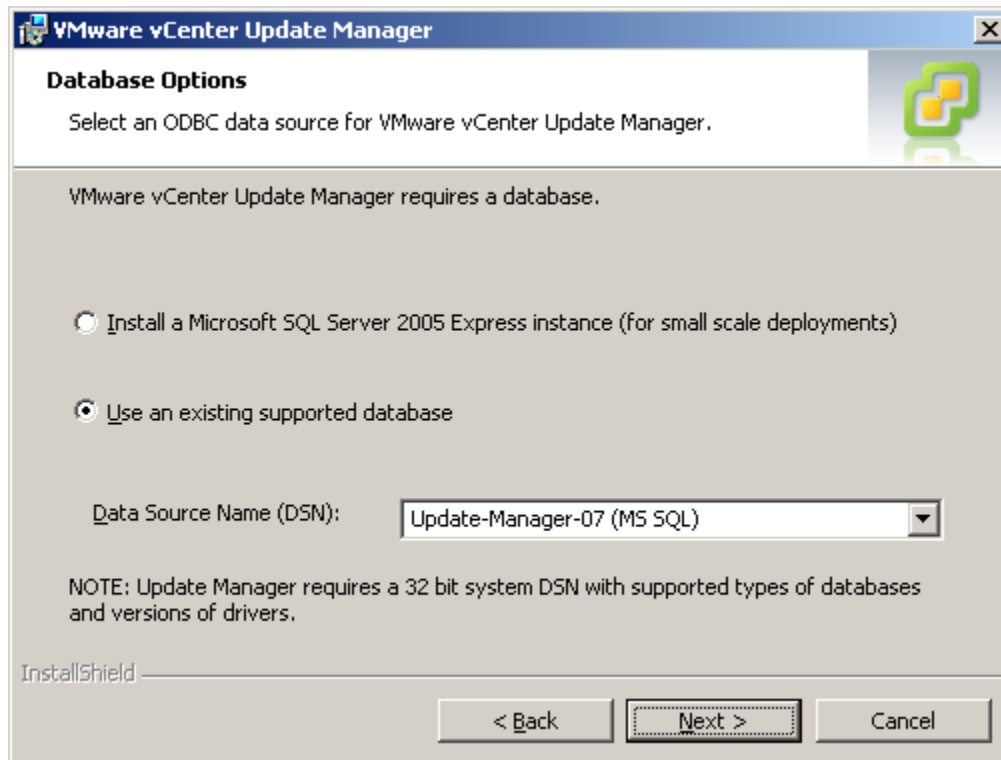 VMware vCenter Update Manager
Database Options
Select an ODBC data source for VMware vCenter Update Manager.
VMware vCenter Update Manager requires a database.
Install a Microsoft SQL Server 2005 Express instance (for small scale deployments)
Use an existing supported database
Data Source Name (DSN): Update-Manager-07 (MS SQL)
NOTE: Update Manager requires a 32 bit system DSN with supported types of databases
and versions of drivers.
InstallShield
< Back Next > Cancel